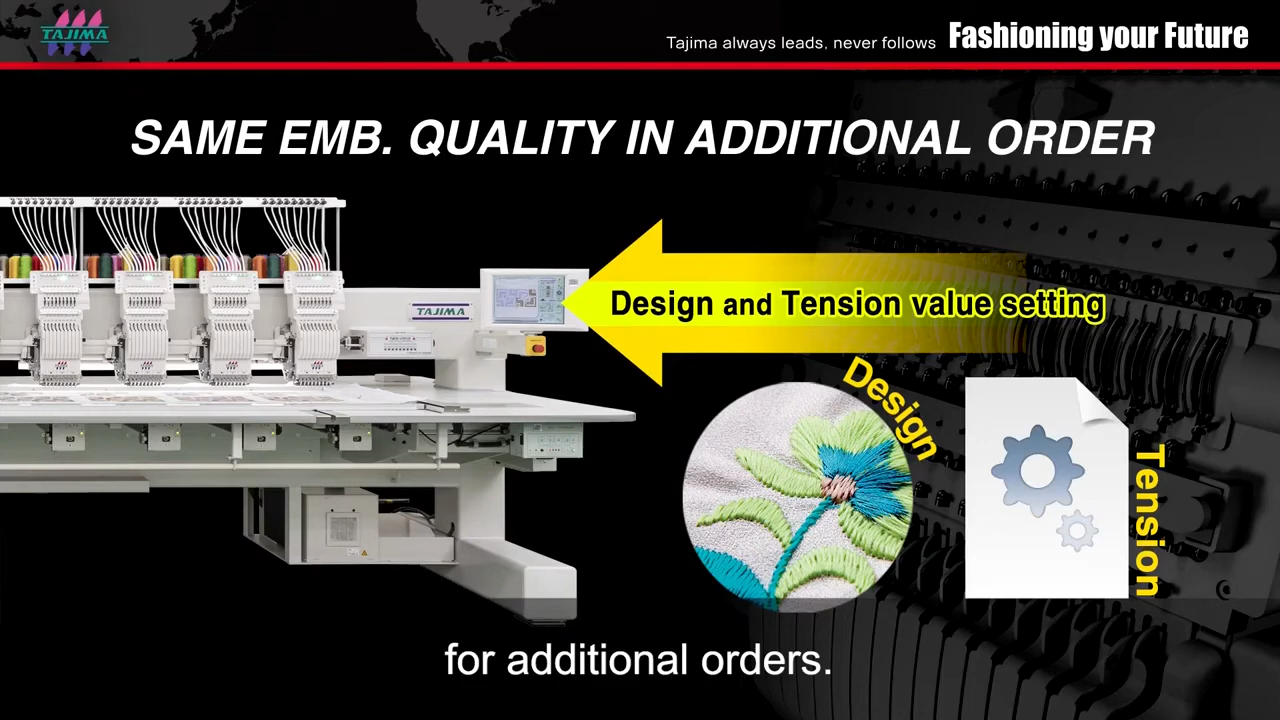 TAJIMA
Tajima always leads, never follows Fashioning your Future
SAME EMB. QUALITY IN ADDITIONAL ORDER
TAJIMA
Design and Tension value setting
Design
Tension
for additional orders.